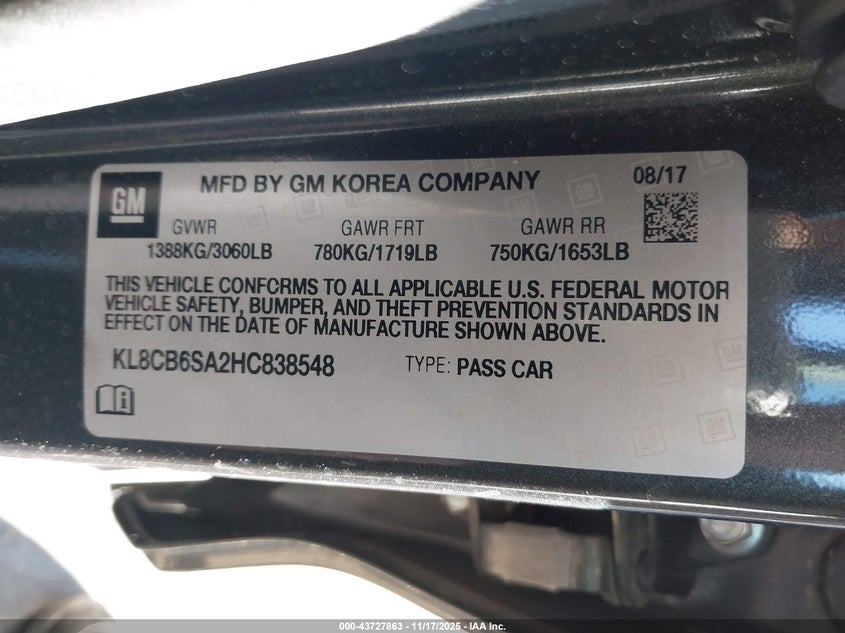 GM MFD BY GM KOREA COMPANY 08/17
GVWR GAWR FRT GAWR RR
1388KG/3060LB 780KG/1719LB 750KG/1653LB
THIS VEHICLE CONFORMS TO ALL APPLICABLE U.S. FEDERAL MOTOR
VEHICLE SAFETY, BUMPER, AND THEFT PREVENTION STANDARDS IN
EFFECT ON THE DATE OF MANUFACTURE SHOWN ABOVE.
KL8CB6SA2HC838548 TYPE: PASS CAR
GM
GM
000-43727863 - 11/17/2025 - IAA Inc.